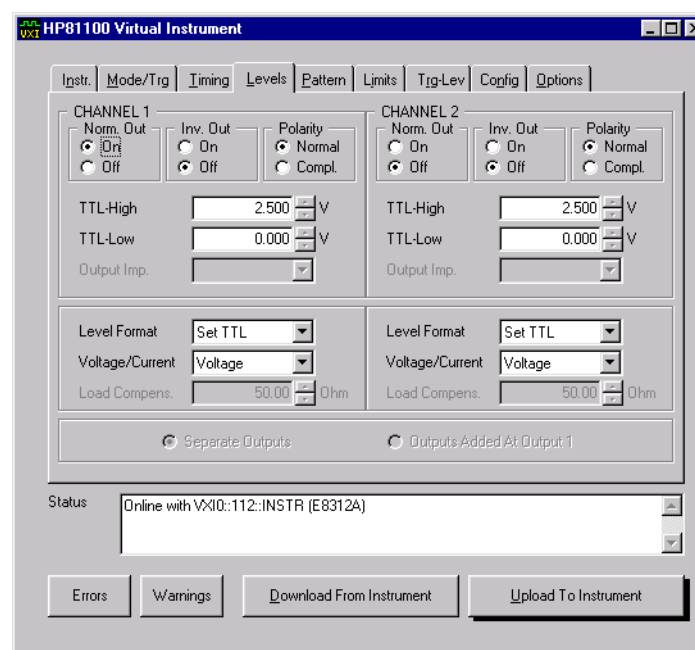 VXI HP81100 Virtual Instrument
Instr. Mode/Trg Timing Levels Pattern Limits Trg-Lev Config Options
CHANNEL 1 CHANNEL 2
Norm. Out Inv. Out Polarity Norm. Out Inv. Out Polarity
On On Normal On On Normal
Off Off Compl. Off Off Compl.
TTL-High 2.500 V TTL-High 2.500 V
TTL-Low 0.000 V TTL-Low 0.000 V
Output Imp. Output Imp.
Level Format Set TTL Level Format Set TTL
Voltage/Current Voltage Voltage/Current Voltage
Load Compens. 50.00 Ohm Load Compens. 50.00 Ohm
Separate Outputs Outputs Added At Output 1
Status Online with VXI0::112::INSTR (E8312A)
Errors Warnings Download From Instrument Upload To Instrument